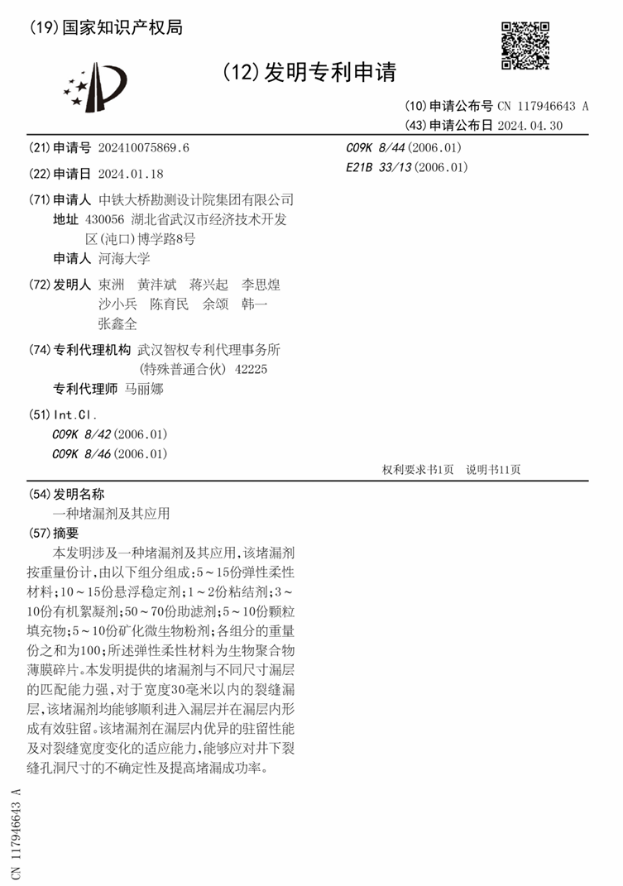 (19)国家知识产权局
(12)发明专利申请
(10)申请公布号 CN 117946643 A
(43)申请公布日 2024.04.30
(21)申请号 202410075869.6
(22)申请日 2024.01.18
(71)申请人 中铁大桥勘测设计院集团有限公司
地址 430056 湖北省武汉市经济技术开发
区(沌口)博学路8号
申请人 河海大学
(72)发明人 束洲 黄沣斌 蒋兴起 李思煌
沙小兵 陈育民 余颂 韩一
张鑫全
(74)专利代理机构 武汉智权专利代理事务所
(特殊普通合伙) 42225
专利代理师 马丽娜
(51)Int.Cl.
C09K 8/42(2006.01)
C09K 8/46(2006.01)
C09K 8/44(2006.01)
E21B 33/13(2006.01)
权利要求书1页 说明书11页
(54)发明名称
一种堵漏剂及其应用
(57)摘要
本发明涉及一种堵漏剂及其应用,该堵漏剂
按重量份计,由以下组分组成:5~15份弹性柔性
材料;10~15份悬浮稳定剂;1~2份粘结剂;3~
10份有机絮凝剂;50~70份助滤剂;5~10份颗粒
填充物;5~10份矿化微生物粉剂;各组分的重量
份之和为100;所述弹性柔性材料为生物聚合物
薄膜碎片。本发明提供的堵漏剂与不同尺寸漏层
的匹配能力强,对于宽度30毫米以内的裂缝漏
层,该堵漏剂均能够顺利进入漏层并在漏层内形
成有效驻留。该堵漏剂在漏层内优异的驻留性能
及对裂缝宽度变化的适应能力,能够应对井下裂
缝孔洞尺寸的不确定性及提高堵漏成功率。
CN 117946643 A